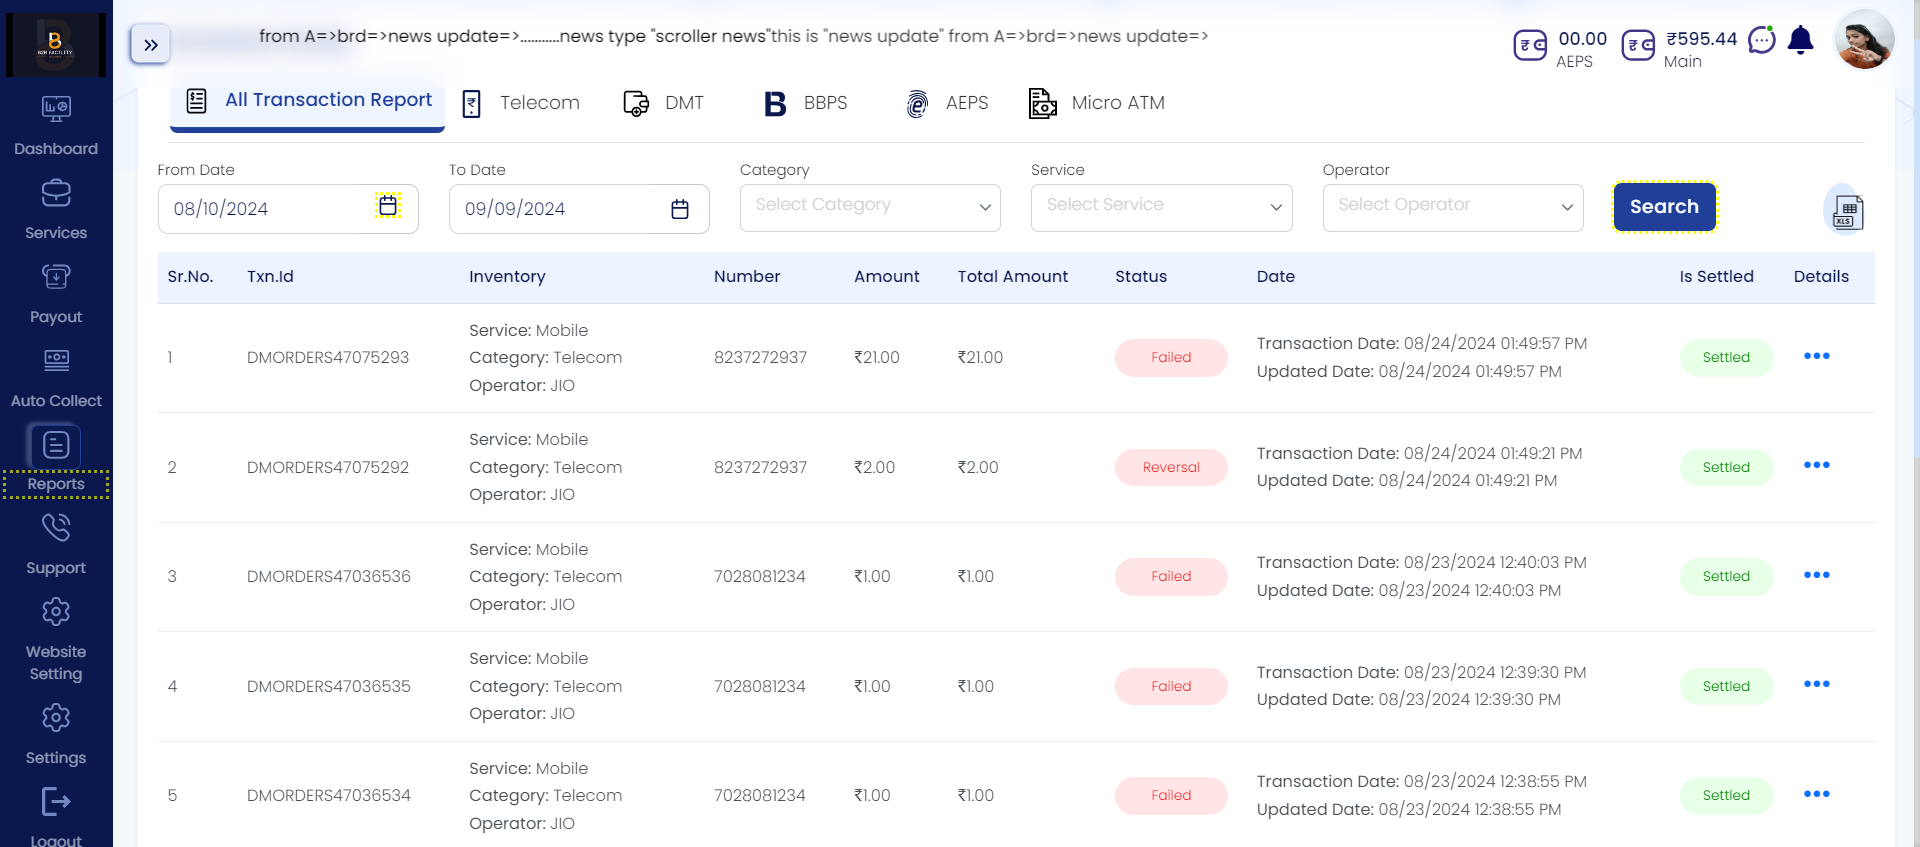 from A=>brd=>news update=>...........news type "scroller news"this is "news update" from A=>brd=>news update=>
00.00
AEPS
₹595.44
Main
B2B FACILITY
Dashboard
Services
Payout
Auto Collect
Reports
Support
Website
Setting
Settings
Logout
All Transaction Report
Telecom
DMT
BBPS
AEPS
Micro ATM
From Date
To Date
Category
Service
Operator
08/10/2024
09/09/2024
Select Category
Select Service
Select Operator
Search
XLS
Sr.No. Txn.Id Inventory Number Amount Total Amount Status Date Is Settled Details
Service: Mobile
Category: Telecom
Operator: JIO
1 DMORDERS47075293 8237272937 ₹21.00 ₹21.00 Failed
Transaction Date: 08/24/2024 01:49:57 PM
Updated Date: 08/24/2024 01:49:57 PM
Settled
Service: Mobile
Category: Telecom
Operator: JIO
2 DMORDERS47075292 8237272937 ₹2.00 ₹2.00 Reversal
Transaction Date: 08/24/2024 01:49:21 PM
Updated Date: 08/24/2024 01:49:21 PM
Settled
Service: Mobile
Category: Telecom
Operator: JIO
3 DMORDERS47036536 7028081234 ₹1.00 ₹1.00 Failed
Transaction Date: 08/23/2024 12:40:03 PM
Updated Date: 08/23/2024 12:40:03 PM
Settled
Service: Mobile
Category: Telecom
Operator: JIO
4 DMORDERS47036535 7028081234 ₹1.00 ₹1.00 Failed
Transaction Date: 08/23/2024 12:39:30 PM
Updated Date: 08/23/2024 12:39:30 PM
Settled
Service: Mobile
Category: Telecom
Operator: JIO
5 DMORDERS47036534 7028081234 ₹1.00 ₹1.00 Failed
Transaction Date: 08/23/2024 12:38:55 PM
Updated Date: 08/23/2024 12:38:55 PM
Settled